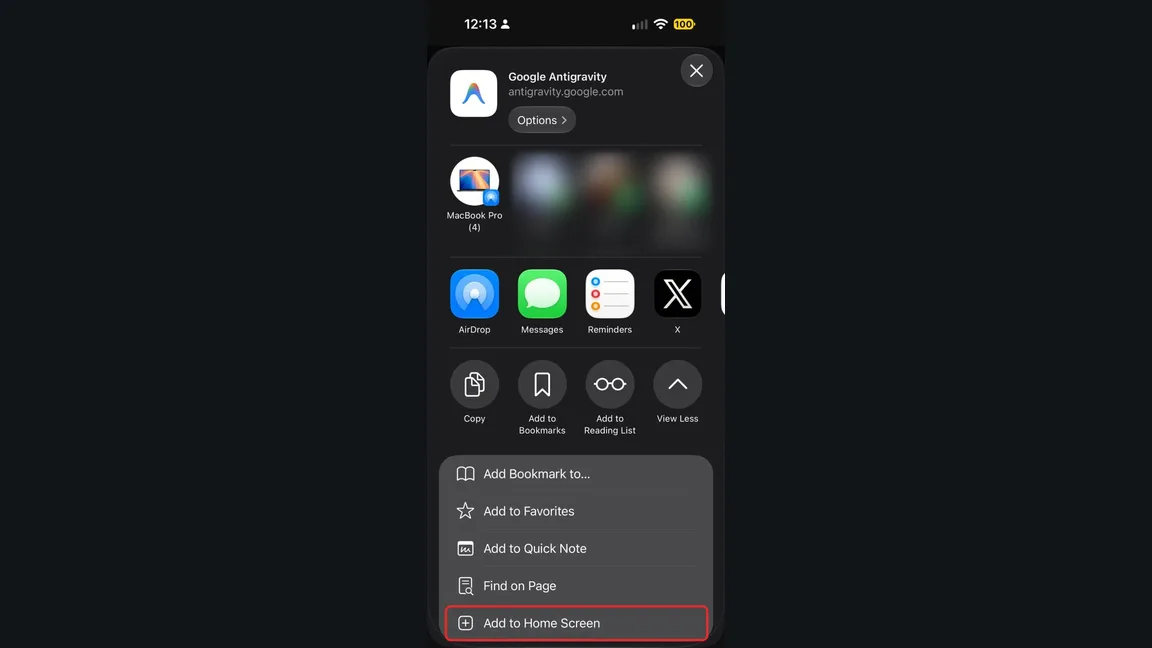 12:13
100
Google Antigravity
antigravity.google.com
Options
MacBook Pro
(4)
AirDrop
Messages
Reminders
X
Copy
Add to
Bookmarks
Add to
Reading List
View Less
Add Bookmark to...
Add to Favorites
Add to Quick Note
Find on Page
Add to Home Screen